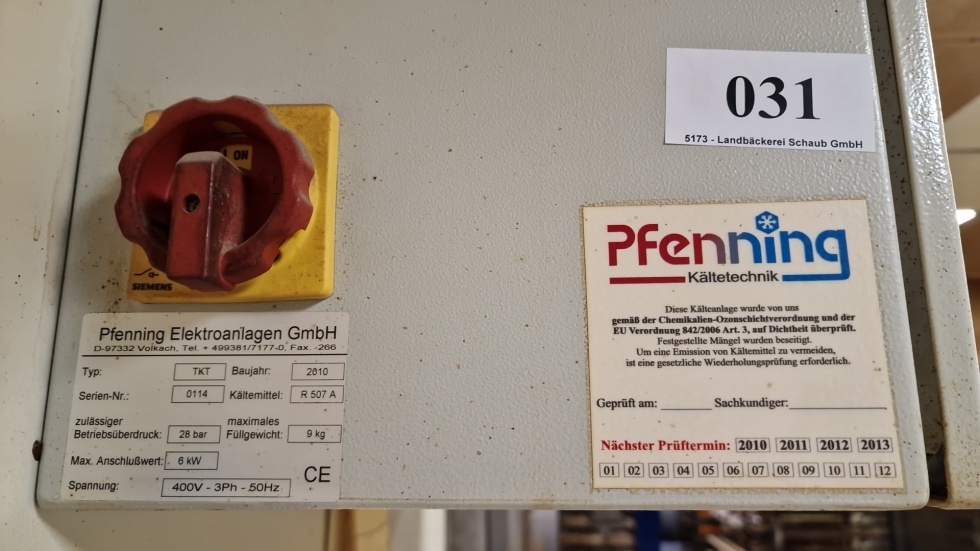 031
5173 - Landbäckerei Schaub GmbH
ON
SIEMENS
Pfenning Elektroanlagen GmbH
D-97332 Volkach, Tel. + 499381/7177-0, Fax. -266
Typ: TKT Baujahr: 2010
Serien-Nr.: 0114 Kältemittel: R 507 A
zulässiger maximales
Betriebsüberdruck: 28 bar Füllgewicht: 9 kg
Max. Anschlußwert: 6 kW
CE
Spannung: 400V - 3Ph - 50Hz
Pfenning
Kältetechnik
Diese Kälteanlage wurde von uns
gemäß der Chemikalien-Ozonschichtverordnung und der
EU Verordnung 842/2006 Art. 3, auf Dichtheit überprüft.
Festgestellte Mängel wurden beseitigt.
Um eine Emission von Kältemittel zu vermeiden,
ist eine gesetzliche Wiederholungsprüfung erforderlich.
Geprüft am: Sachkundiger:
Nächster Prüftermin: 2010 2011 2012 2013
01 02 03 04 05 06 07 08 09 10 11 12